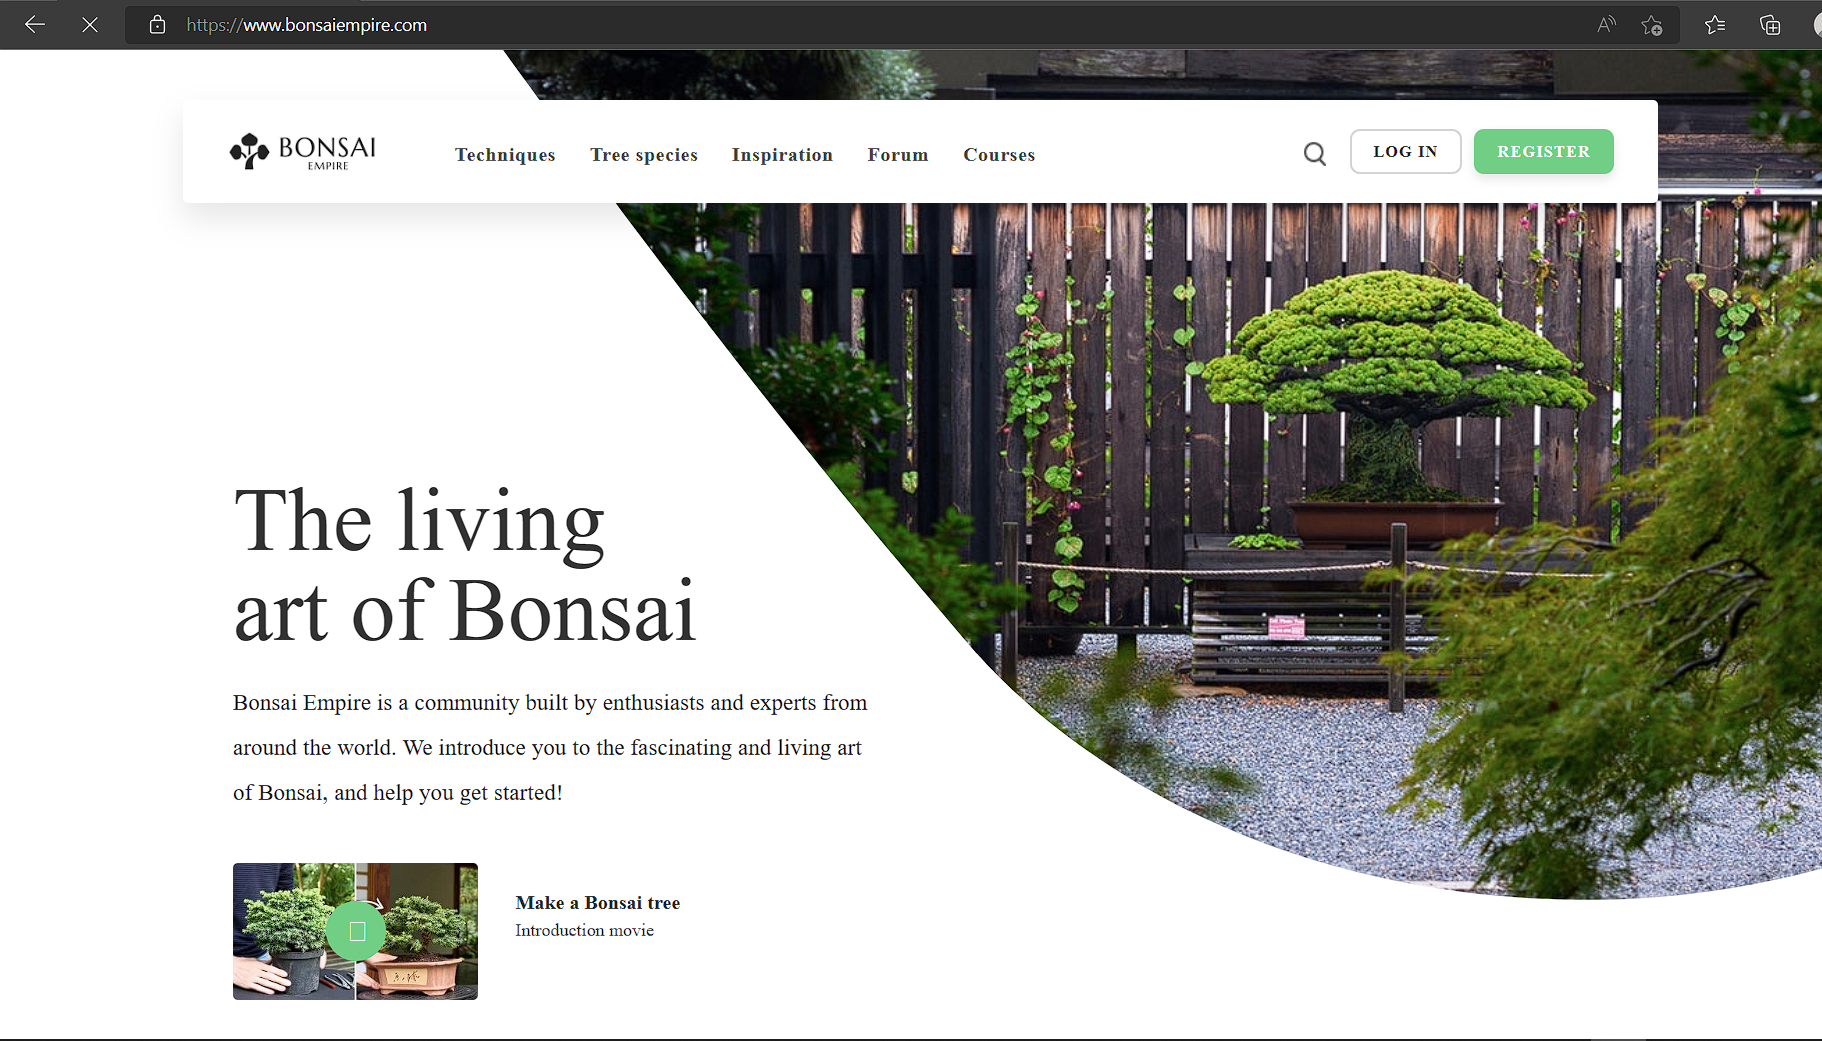 https://www.bonsaiempire.com
BONSAI
EMPIRE
Techniques
Tree species
Inspiration
Forum
Courses
LOG IN
REGISTER
The living
art of Bonsai
Bonsai Empire is a community built by enthusiasts and experts from
around the world. We introduce you to the fascinating and living art
of Bonsai, and help you get started!
Make a Bonsai tree
Introduction movie